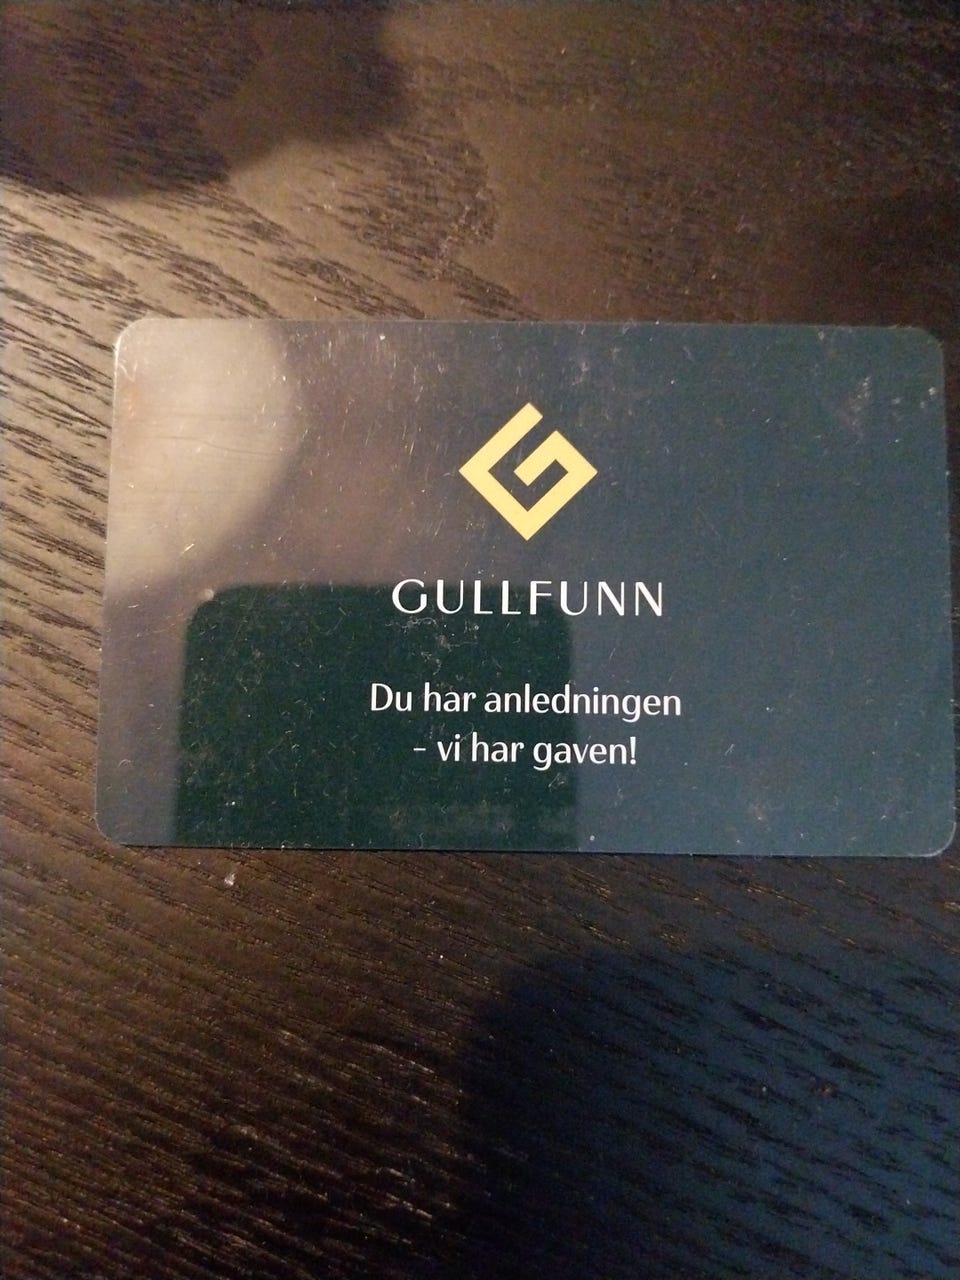 GULLFUNN
Du har anledningen
- vi har gaven!